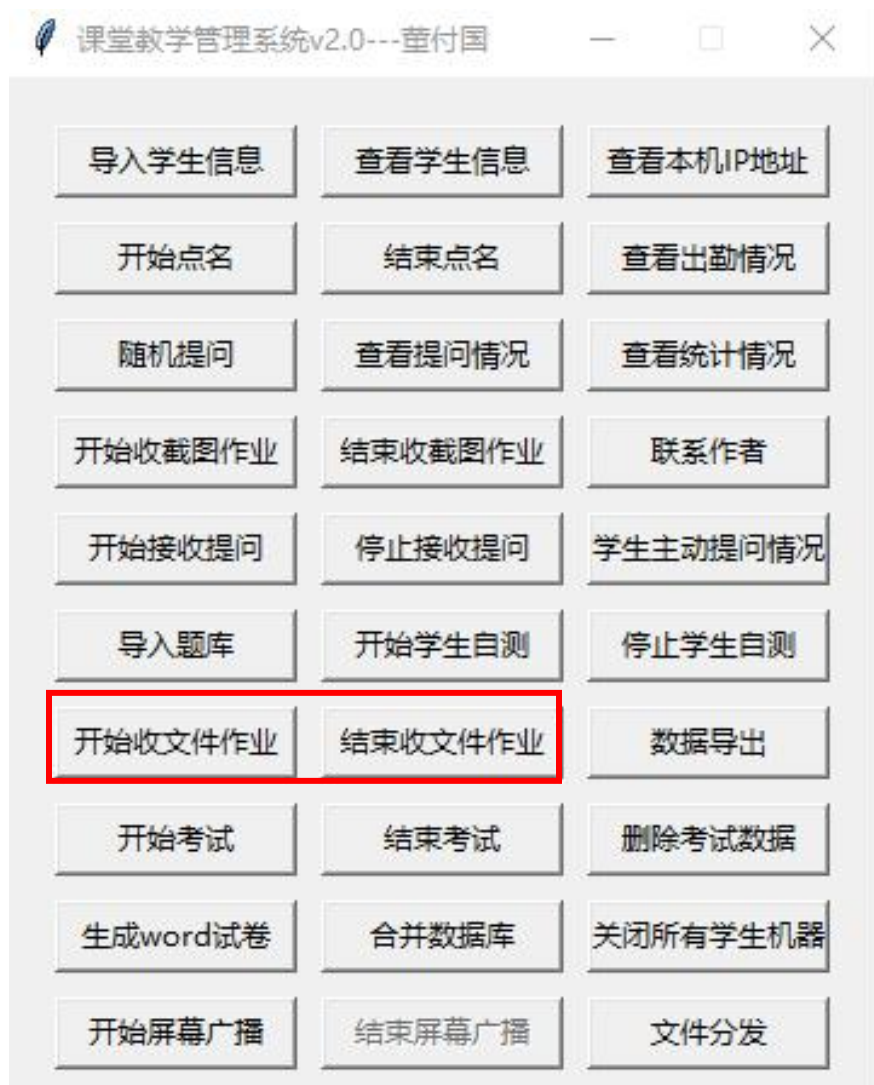 课堂教学管理系统v2.0---董付国
导入学生信息 查看学生信息 查看本机IP地址
开始点名 结束点名 查看出勤情况
随机提问 查看提问情况 查看统计情况
开始收截图作业 结束收截图作业 联系作者
开始接收提问 停止接收提问 学生主动提问情况
导入题库 开始学生自测 停止学生自测
开始收文件作业 结束收文件作业 数据导出
开始考试 结束考试 删除考试数据
生成word试卷 合并数据库 关闭所有学生机器
开始屏幕广播 结束屏幕广播 文件分发